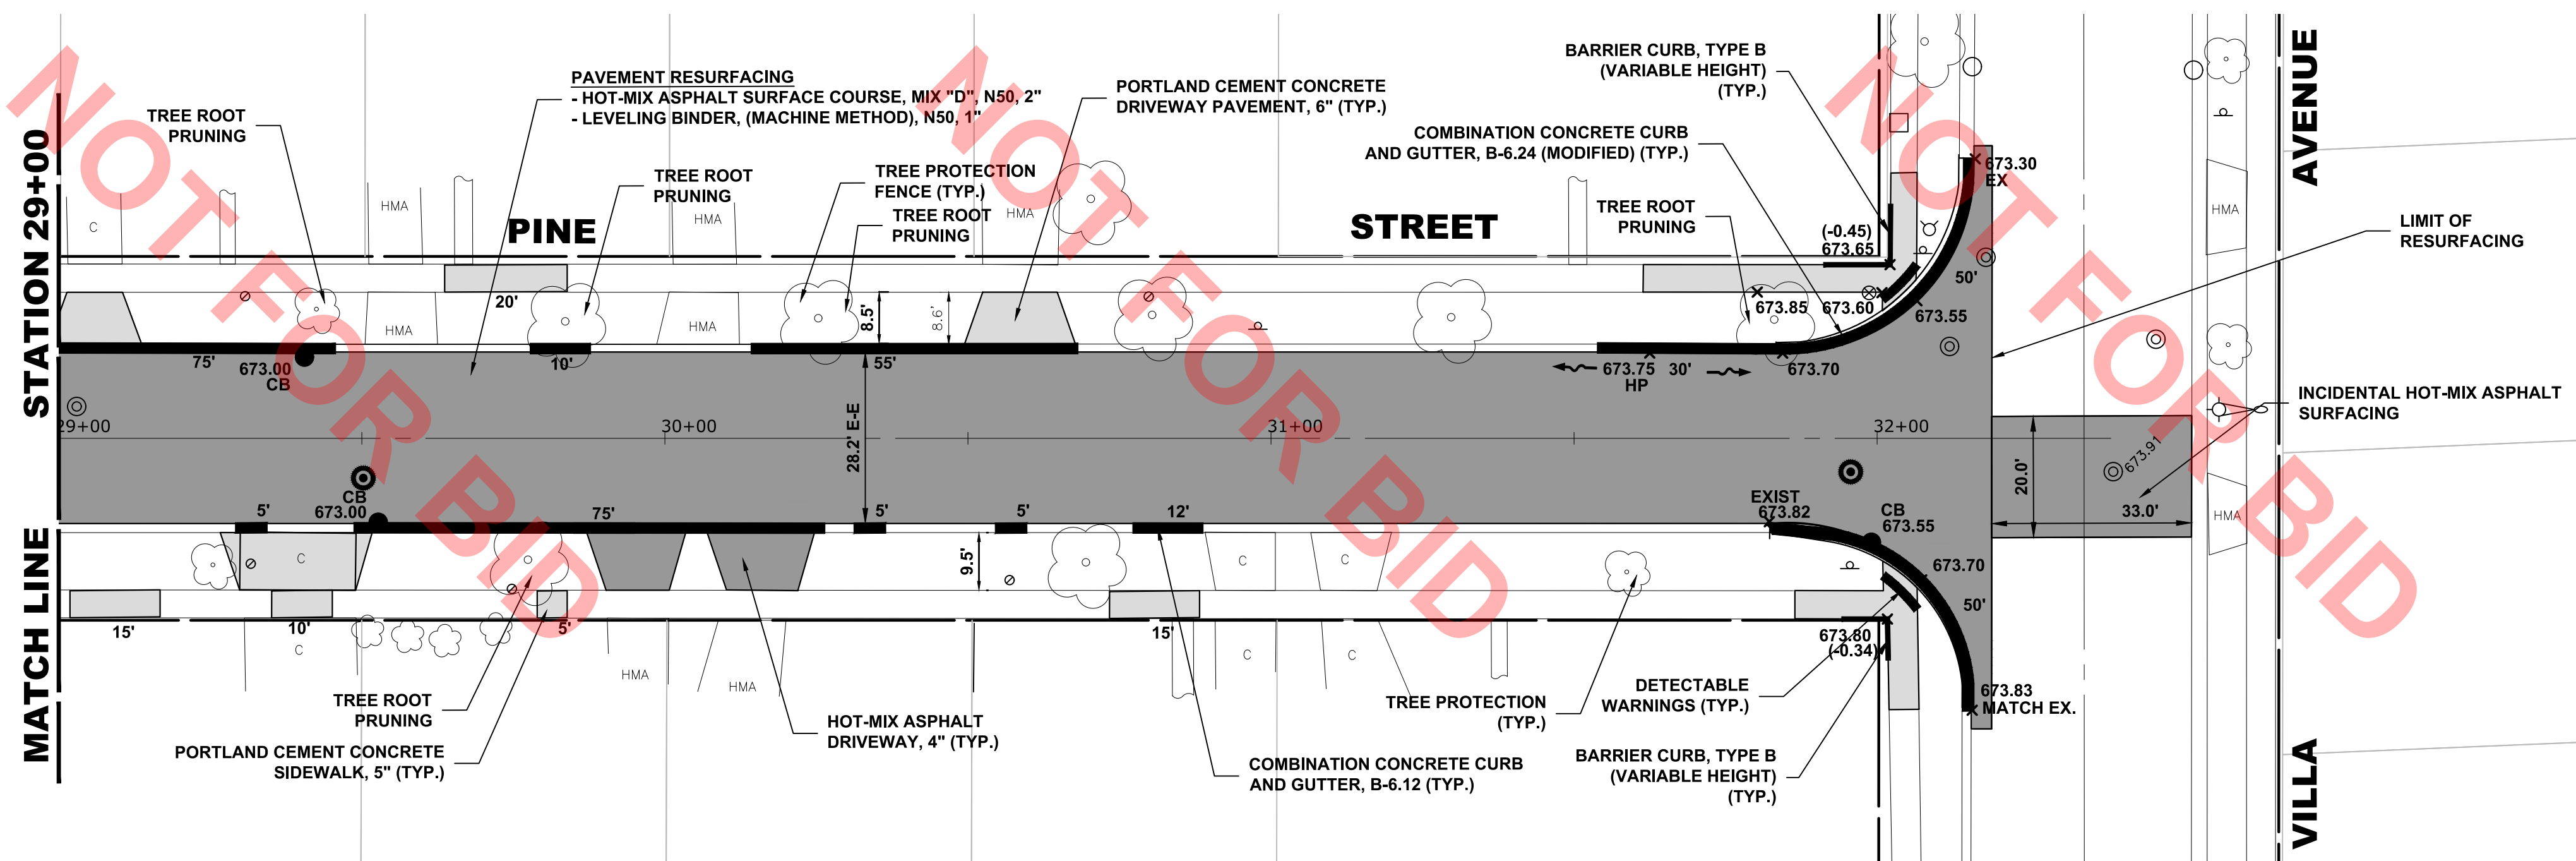 NOT FOR BID
NOT FOR BID
NOT FOR BID
MATCH LINE STATION 29+00
TREE ROOT
PRUNING
PAVEMENT RESURFACING
- HOT-MIX ASPHALT SURFACE COURSE, MIX "D", N50, 2"
- LEVELING BINDER, (MACHINE METHOD), N50, 1"
TREE ROOT
PRUNING
TREE PROTECTION
FENCE (TYP.)
TREE ROOT
PRUNING
PORTLAND CEMENT CONCRETE
DRIVEWAY PAVEMENT, 6" (TYP.)
BARRIER CURB, TYPE B
(VARIABLE HEIGHT)
(TYP.)
COMBINATION CONCRETE CURB
AND GUTTER, B-6.24 (MODIFIED) (TYP.)
TREE ROOT
PRUNING
VILLA AVENUE
673.30
EX
LIMIT OF
RESURFACING
C
HMA
HMA
HMA
HMA
PINE STREET
(-0.45)
673.65
20'
HMA
HMA
8.5'
8.6'
673.85
673.60
50'
673.55
75'
673.00
CB
10'
55'
673.75
HP
30'
673.70
INCIDENTAL HOT-MIX ASPHALT
SURFACING
29+00
30+00
31+00
32+00
28.2' E-E
20.0'
673.91
33.0'
HMA
CB
673.00
5'
75'
5'
5'
12'
EXIST
673.82
CB
673.55
C
9.5'
C
C
673.70
50'
15'
10'
5'
15'
673.80
(-0.34)
C
HMA
HMA
C
C
673.83
MATCH EX.
TREE ROOT
PRUNING
PORTLAND CEMENT CONCRETE
SIDEWALK, 5" (TYP.)
HOT-MIX ASPHALT
DRIVEWAY, 4" (TYP.)
COMBINATION CONCRETE CURB
AND GUTTER, B-6.12 (TYP.)
TREE PROTECTION
(TYP.)
DETECTABLE
WARNINGS (TYP.)
BARRIER CURB, TYPE B
(VARIABLE HEIGHT)
(TYP.)